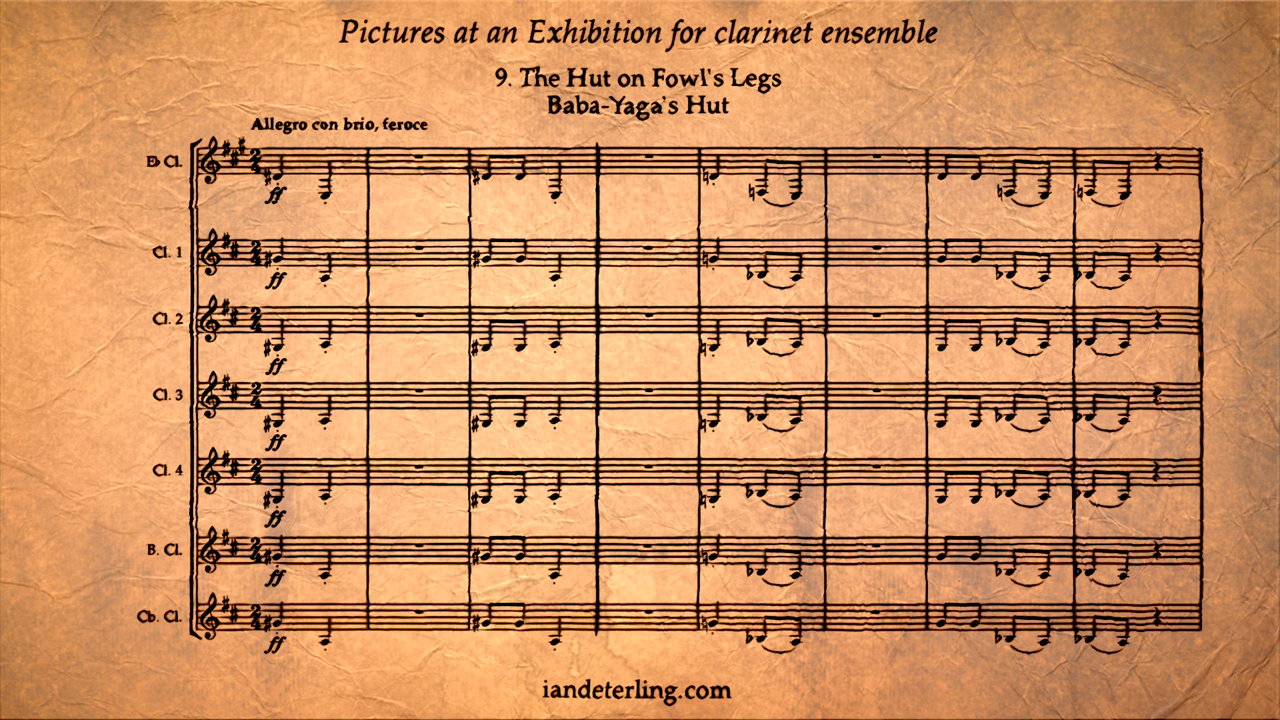 Pictures at an Exhibition for clarinet ensemble
9. The Hut on Fowl's Legs
Baba-Yaga's Hut
Allegro con brio, feroce
E♭ Cl.
ff
Cl. 1
ff
Cl. 2
ff
Cl. 3
ff
Cl. 4
ff
B. Cl.
ff
Cb. Cl.
ff
iandeterling.com